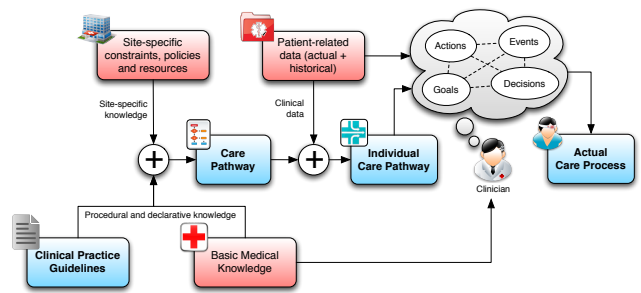 Site-specific
constraints, policies
and resources
Patient-related
data (actual +
historical)
Actions
Events
Goals
Decisions
Site-specific
knowledge
Clinical
data
Care
Pathway
Individual
Care Pathway
Clinician
Actual
Care Process
Procedural and declarative knowledge
Clinical Practice
Guidelines
Basic Medical
Knowledge